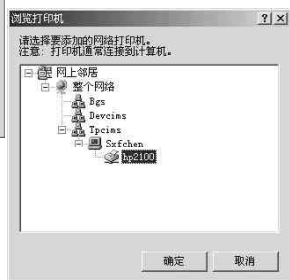 浏览打印机
请选择要添加的网络打印机。
注意: 打印机通常连接到计算机。
网上邻居
整个网络
Bgs
Devcims
Tpcims
Sxfchen
hp2100
确定
取消